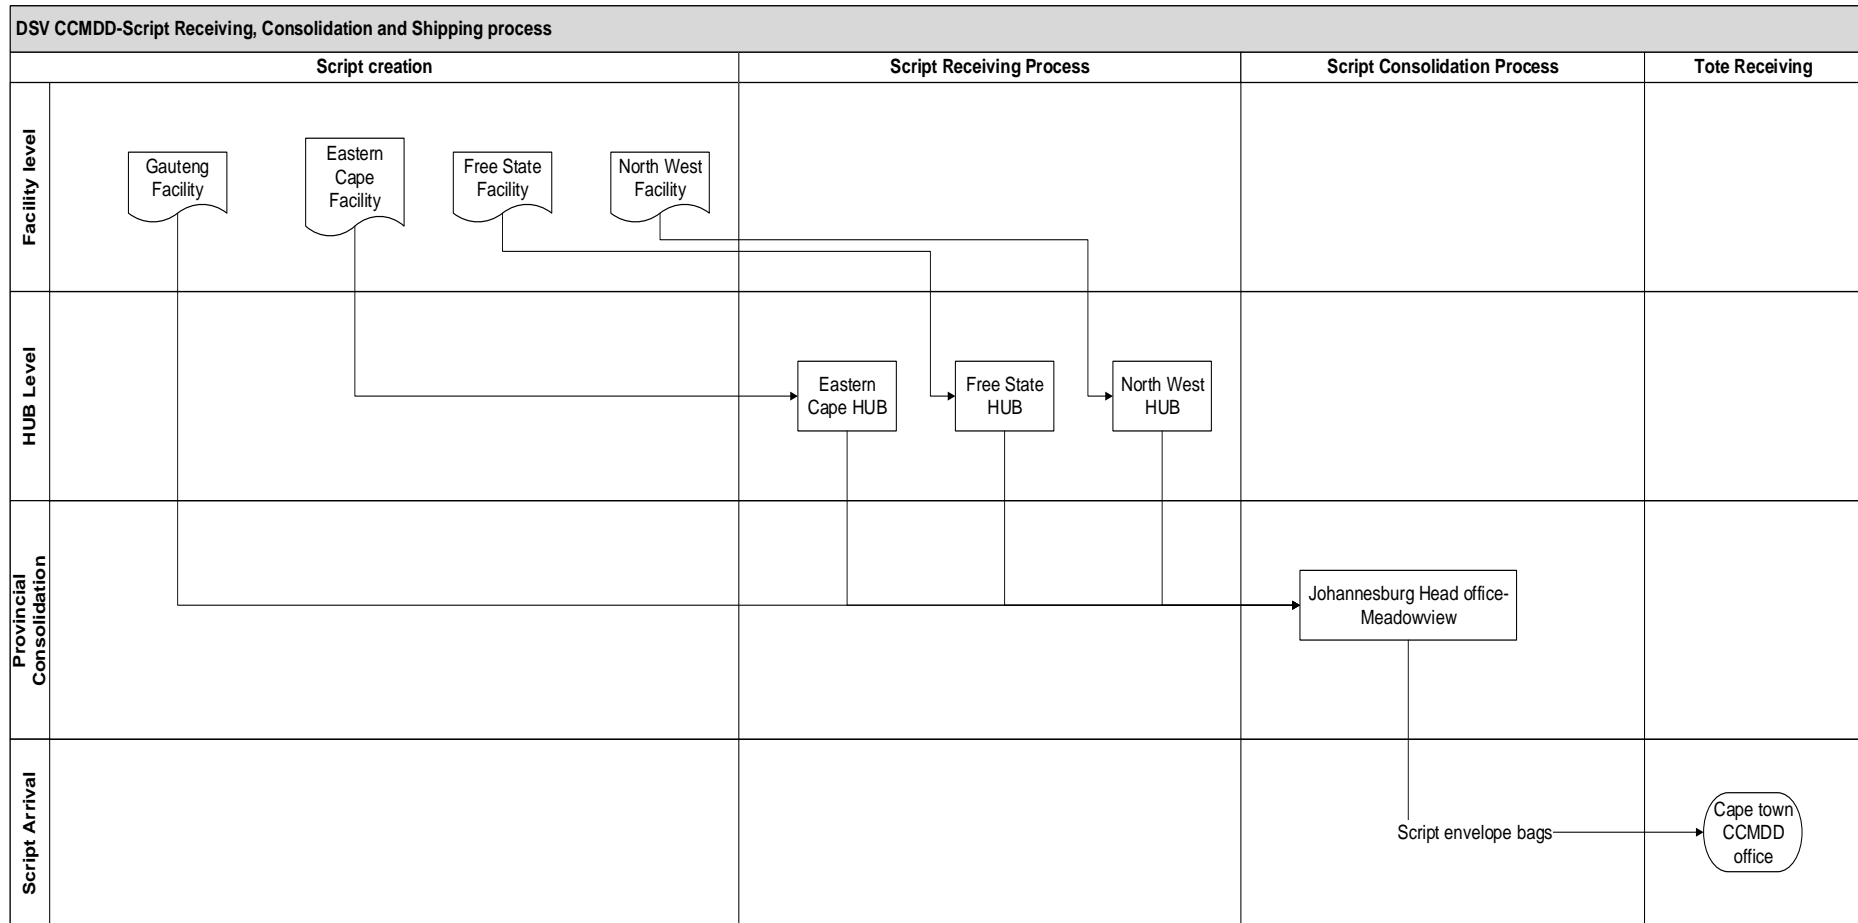 DSV CCMDD-Script Receiving, Consolidation and Shipping process
Script creation
Script Receiving Process
Script Consolidation Process
Tote Receiving
Facility level
Gauteng
Facility
Eastern
Cape
Facility
Free State
Facility
North West
Facility
HUB Level
Eastern
Cape HUB
Free State
HUB
North West
HUB
Provincial
Consolidation
Johannesburg Head office-
Meadowview
Script Arrival
Script envelope bags
Cape town
CCMDD
office